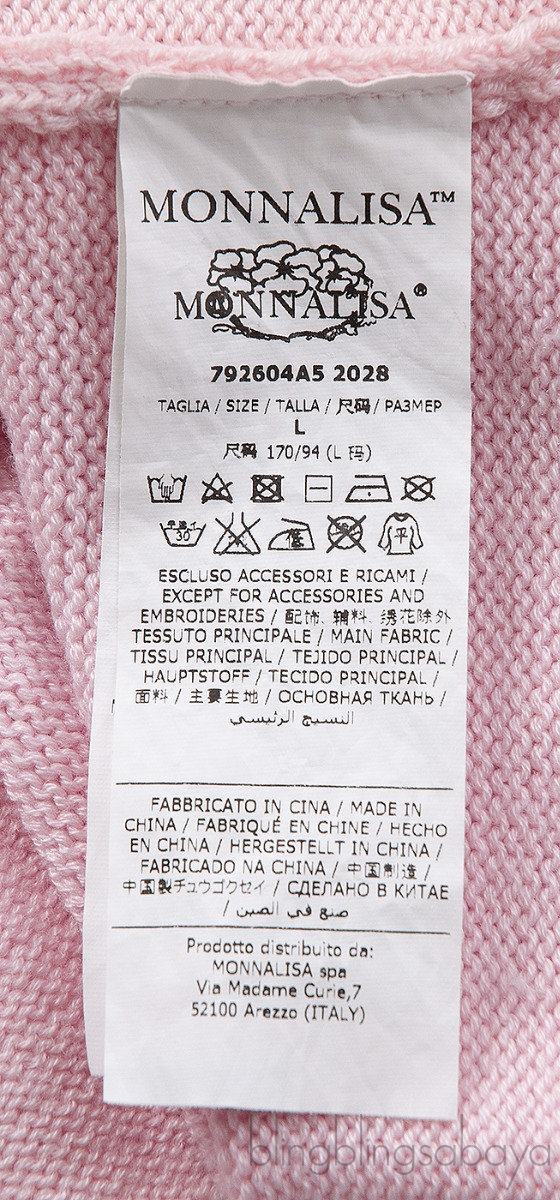 MONNALISA™
MONNALISA®
792604A5 2028
TAGLIA / SIZE / TALLA / 尺码 / РАЗМЕР
L
尺码 170/94 (L 码)
手洗イ
30
平
ESCLUSO ACCESSORI E RICAMI /
EXCEPT FOR ACCESSORIES AND
EMBROIDERIES / 配饰、辅料、绣花除外
TESSUTO PRINCIPALE / MAIN FABRIC /
TISSU PRINCIPAL / TEJIDO PRINCIPAL /
HAUPTSTOFF / TECIDO PRINCIPAL /
面料 / 主要生地 / ОСНОВНАЯ ТКАНЬ /
النسيج الرئيسي
FABBRICATO IN CINA / MADE IN
CHINA / FABRIQUÉ EN CHINE / HECHO
EN CHINA / HERGESTELLT IN CHINA /
FABRICADO NA CHINA / 中国制造 /
中国製チュウゴクセイ / СДЕЛАНО В КИТАЕ
/ صنع في الصين
Prodotto distribuito da:
MONNALISA spa
Via Madame Curie,7
52100 Arezzo (ITALY)
blingblingsabaya